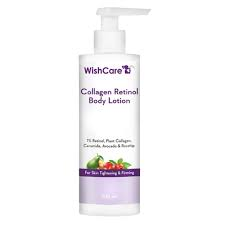 WishCare
Collagen Retinol
Body Lotion
1% Retinol, Plant Collagen,
Ceramide, Avocado & Rosehip
For Skin Tightening & Firming